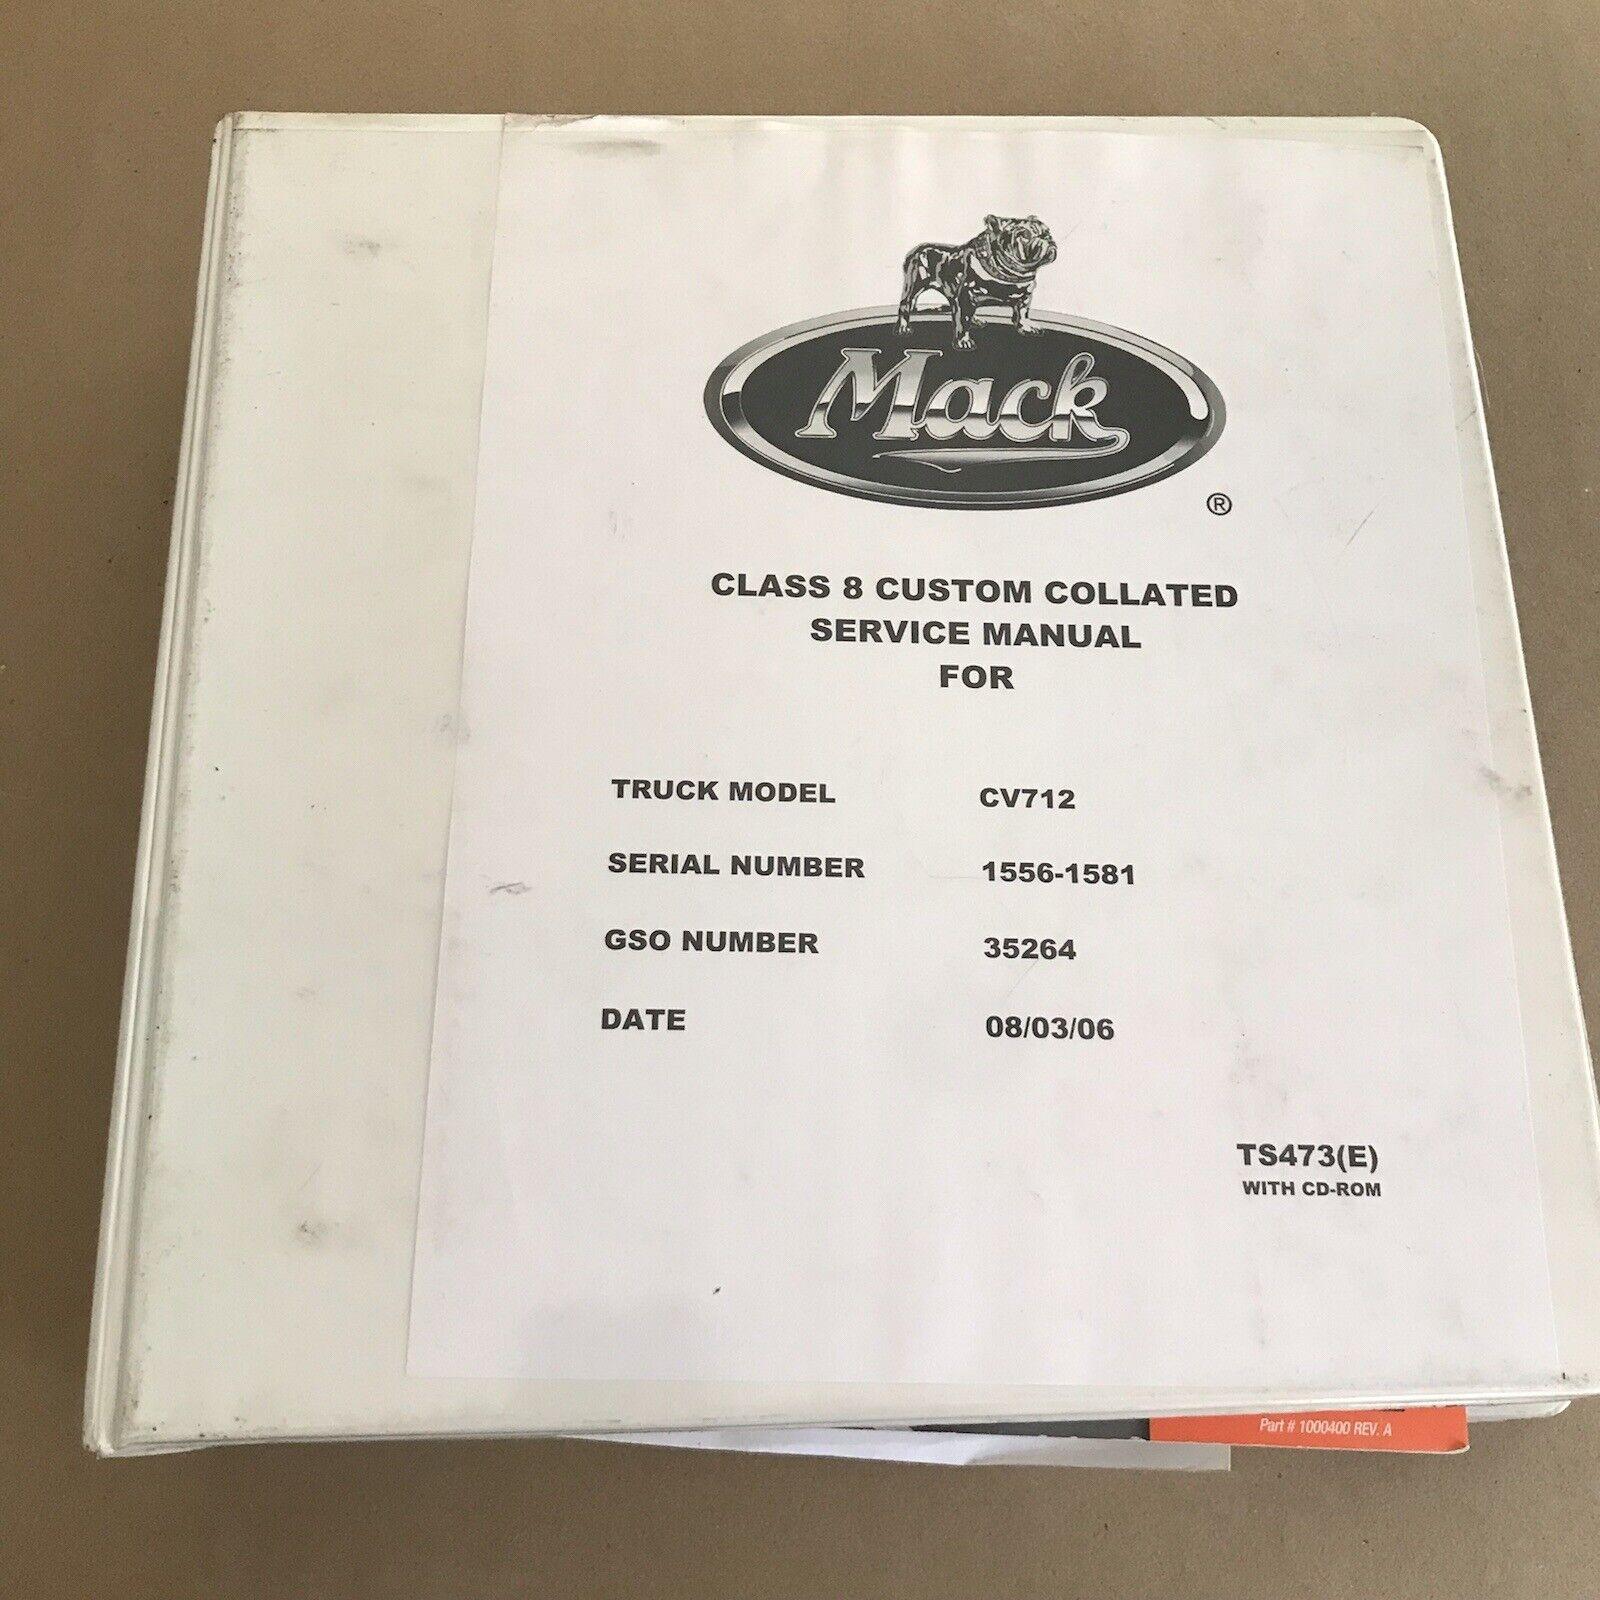 Mack
®
CLASS 8 CUSTOM COLLATED
SERVICE MANUAL
FOR
TRUCK MODEL CV712
SERIAL NUMBER 1556-1581
GSO NUMBER 35264
DATE 08/03/06
TS473(E)
WITH CD-ROM
Part # 1000400 REV. A